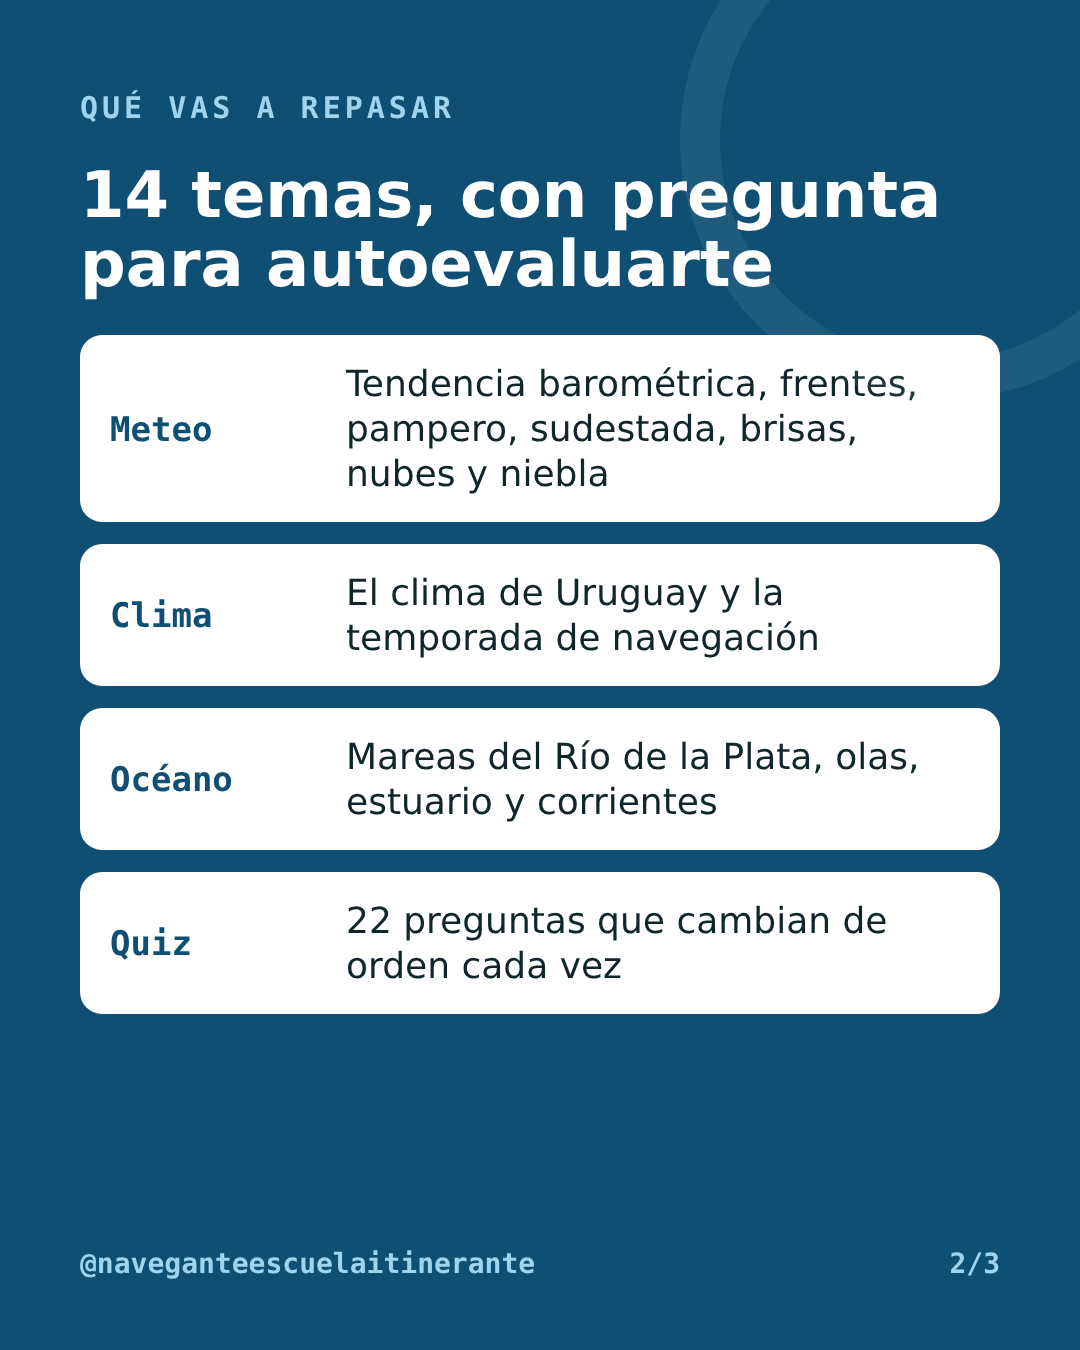 QUÉ VAS A REPASAR
14 temas, con pregunta
para autoevaluarte
Meteo
Tendencia barométrica, frentes,
pampero, sudestada, brisas,
nubes y niebla
Clima
El clima de Uruguay y la
temporada de navegación
Océano
Mareas del Río de la Plata, olas,
estuario y corrientes
Quiz
22 preguntas que cambian de
orden cada vez
@naveganteescuelaitinerante
2/3